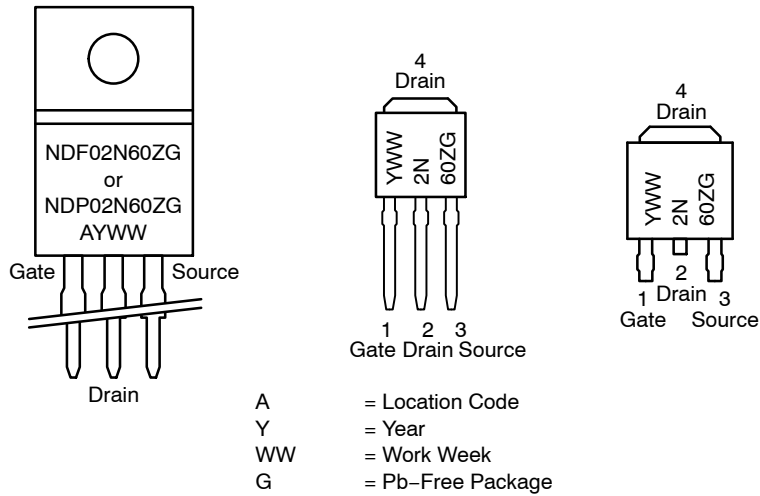 NDF02N60ZG
or
NDP02N60ZG
AYWW
Gate
Source
Drain
4
Drain
YWW
2N
60ZG
1 2 3
Gate Drain Source
4
Drain
YWW
2N
60ZG
2
1 Drain 3
Gate Source
A = Location Code
Y = Year
WW = Work Week
G = Pb−Free Package